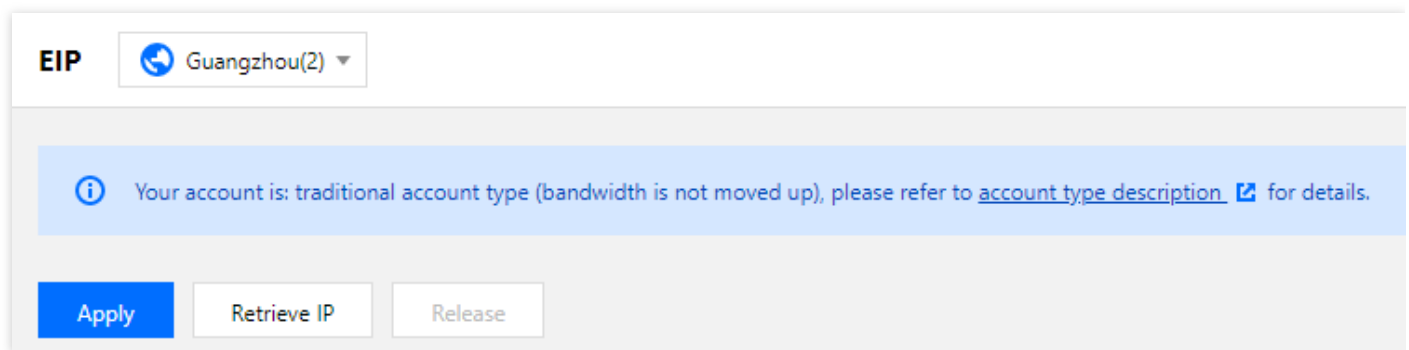 EIP Guangzhou(2)
Your account is: traditional account type (bandwidth is not moved up), please refer to account type description for details.
Apply Retrieve IP Release